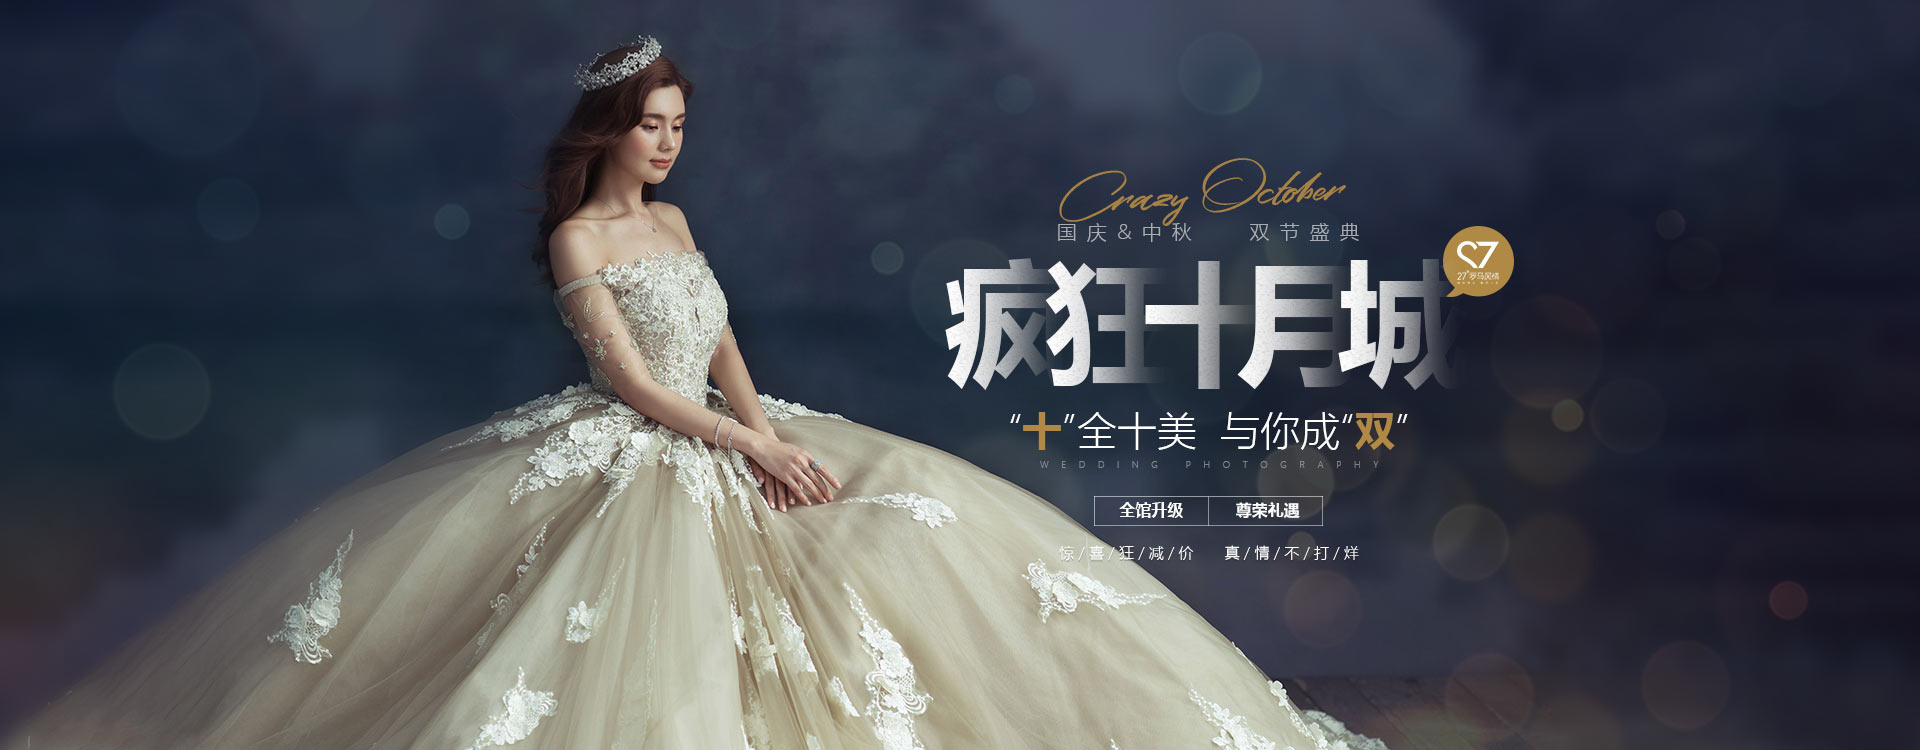 Crazy October
国庆&中秋 双节盛典
疯狂十月城
27°罗马风情
“十”全十美 与你成“双”
WEDDING PHOTOGRAPHY
全馆升级 尊荣礼遇
惊/喜/狂/减/价 真/情/不/打/烊